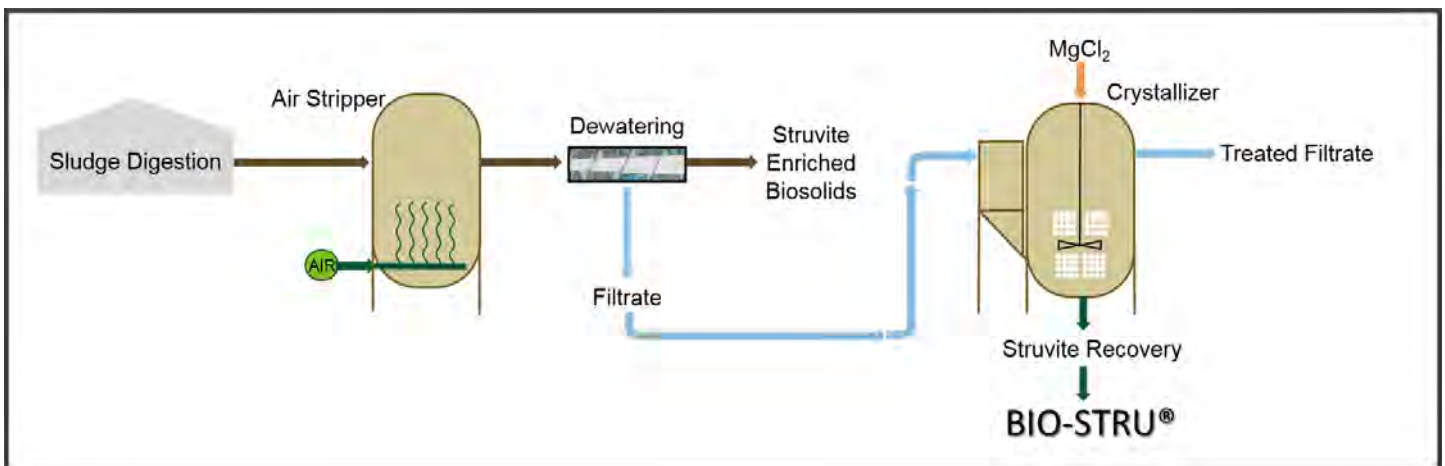 MgCl₂
Air Stripper
Crystallizer
Dewatering
Sludge Digestion
Struvite
Enriched
Biosolids
Treated Filtrate
AIR
Filtrate
Struvite Recovery
BIO-STRU®